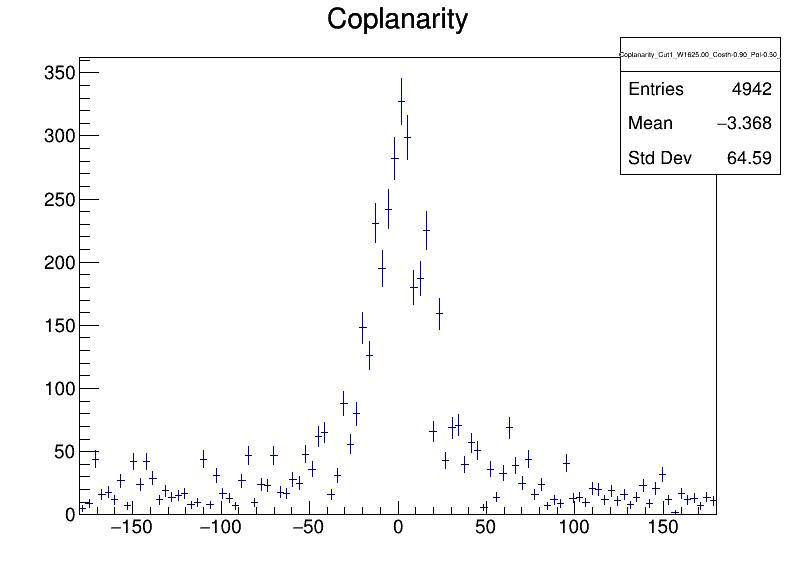 Coplanarity
Coplanarity_Cut1_W1625.00_Costh-0.90_Pol-0.50_
Entries 4942
Mean −3.368
Std Dev 64.59
350
300
250
200
150
100
50
0
−150 −100 −50 0 50 100 150